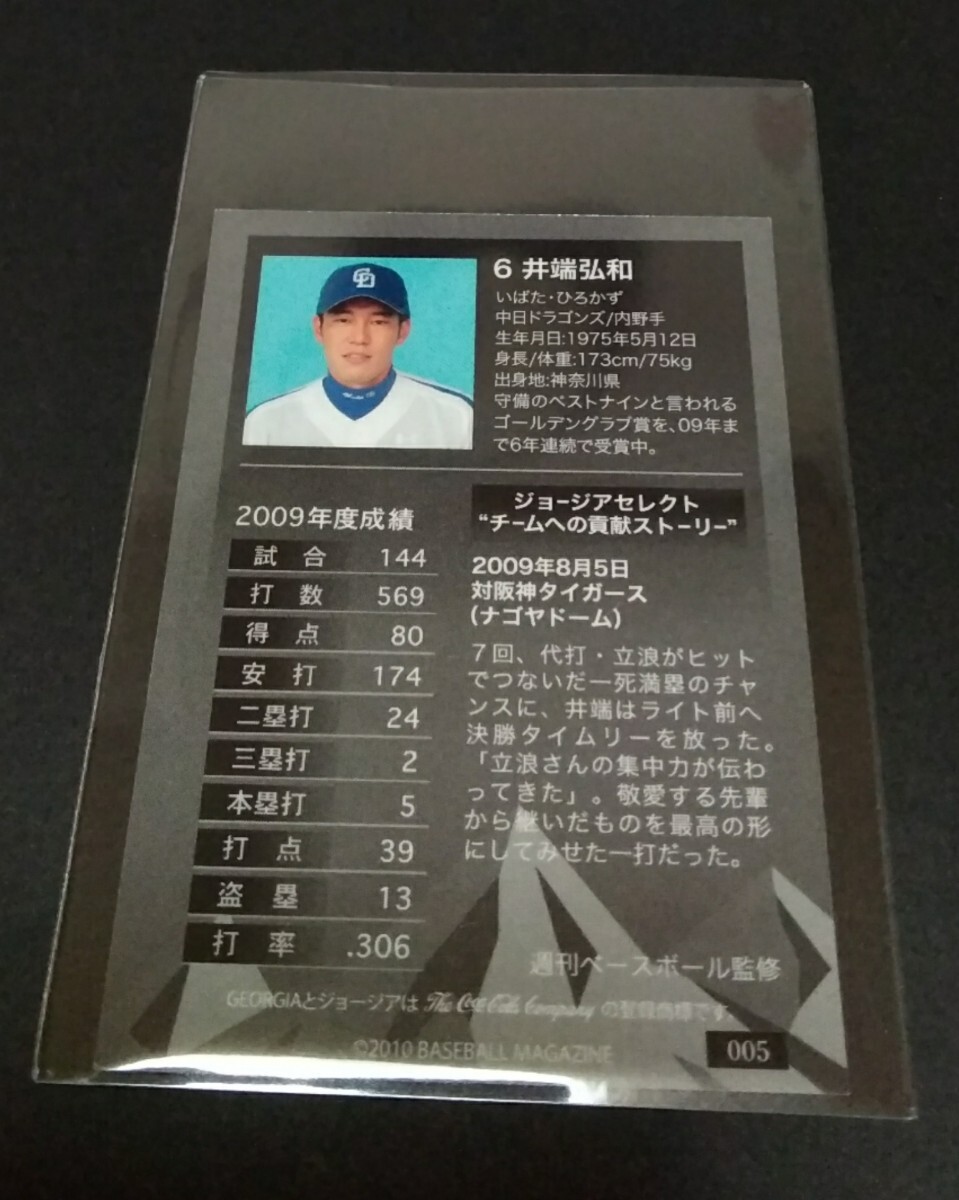 CD
6 井端弘和
いばた・ひろかず
中日ドラゴンズ/内野手
生年月日:1975年5月12日
身長/体重:173cm/75kg
出身地:神奈川県
守備のベストナインと言われる
ゴールデングラブ賞を、09年ま
で6年連続で受賞中。
2009年度成績
試合 144
打数 569
得点 80
安打 174
二塁打 24
三塁打 2
本塁打 5
打点 39
盗塁 13
打率 .306
ジョージアセレクト
“チームへの貢献ストーリー”
2009年8月5日
対阪神タイガース
(ナゴヤドーム)
7回、代打・立浪がヒット
でつないだ一死満塁のチャ
ンスに、井端はライト前へ
決勝タイムリーを放った。
「立浪さんの集中力が伝わ
ってきた」。敬愛する先輩
から継いだものを最高の形
にしてみせた一打だった。
週刊ベースボール監修
GEORGIAとジョージアは The Coca-Cola Company の登録商標です。
©2010 BASEBALL MAGAZINE
005